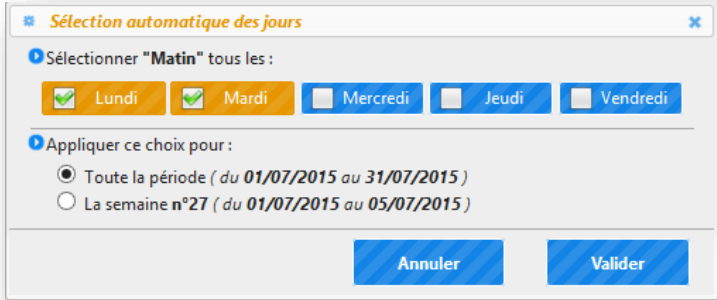 Sélection automatique des jours
Sélectionner "Matin" tous les :
Lundi Mardi Mercredi Jeudi Vendredi
Appliquer ce choix pour :
Toute la période ( du 01/07/2015 au 31/07/2015 )
La semaine n°27 ( du 01/07/2015 au 05/07/2015 )
Annuler Valider